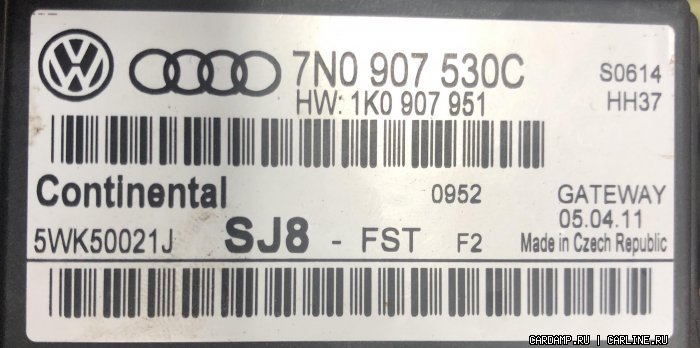 7N0 907 530C S0614
HW: 1K0 907 951 HH37
Continental 0952 GATEWAY
05.04.11
5WK50021J SJ8 - FST F2 Made in Czech Republic
CARDAMP.RU | CARLINE.RU